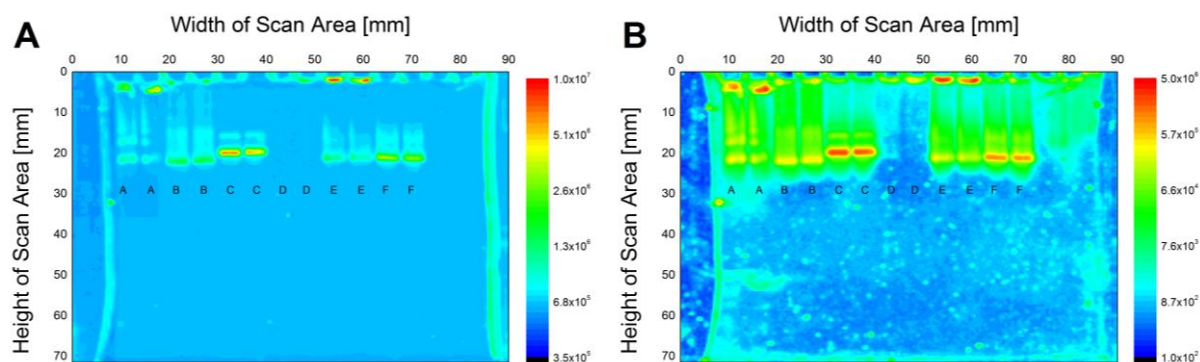 A
Width of Scan Area [mm]
0 10 20 30 40 50 60 70 80 90
Height of Scan Area [mm]
0
10
20
30
40
50
60
70
A A B B C C D D E E F F
1.0x10⁷
5.1x10⁶
2.6x10⁶
1.3x10⁶
6.8x10⁵
3.5x10⁵
B
Width of Scan Area [mm]
0 10 20 30 40 50 60 70 80 90
Height of Scan Area [mm]
0
10
20
30
40
50
60
70
A A B B C C D D E E F F
5.0x10⁶
5.7x10⁵
6.6x10⁴
7.6x10³
8.7x10²
1.0x10²